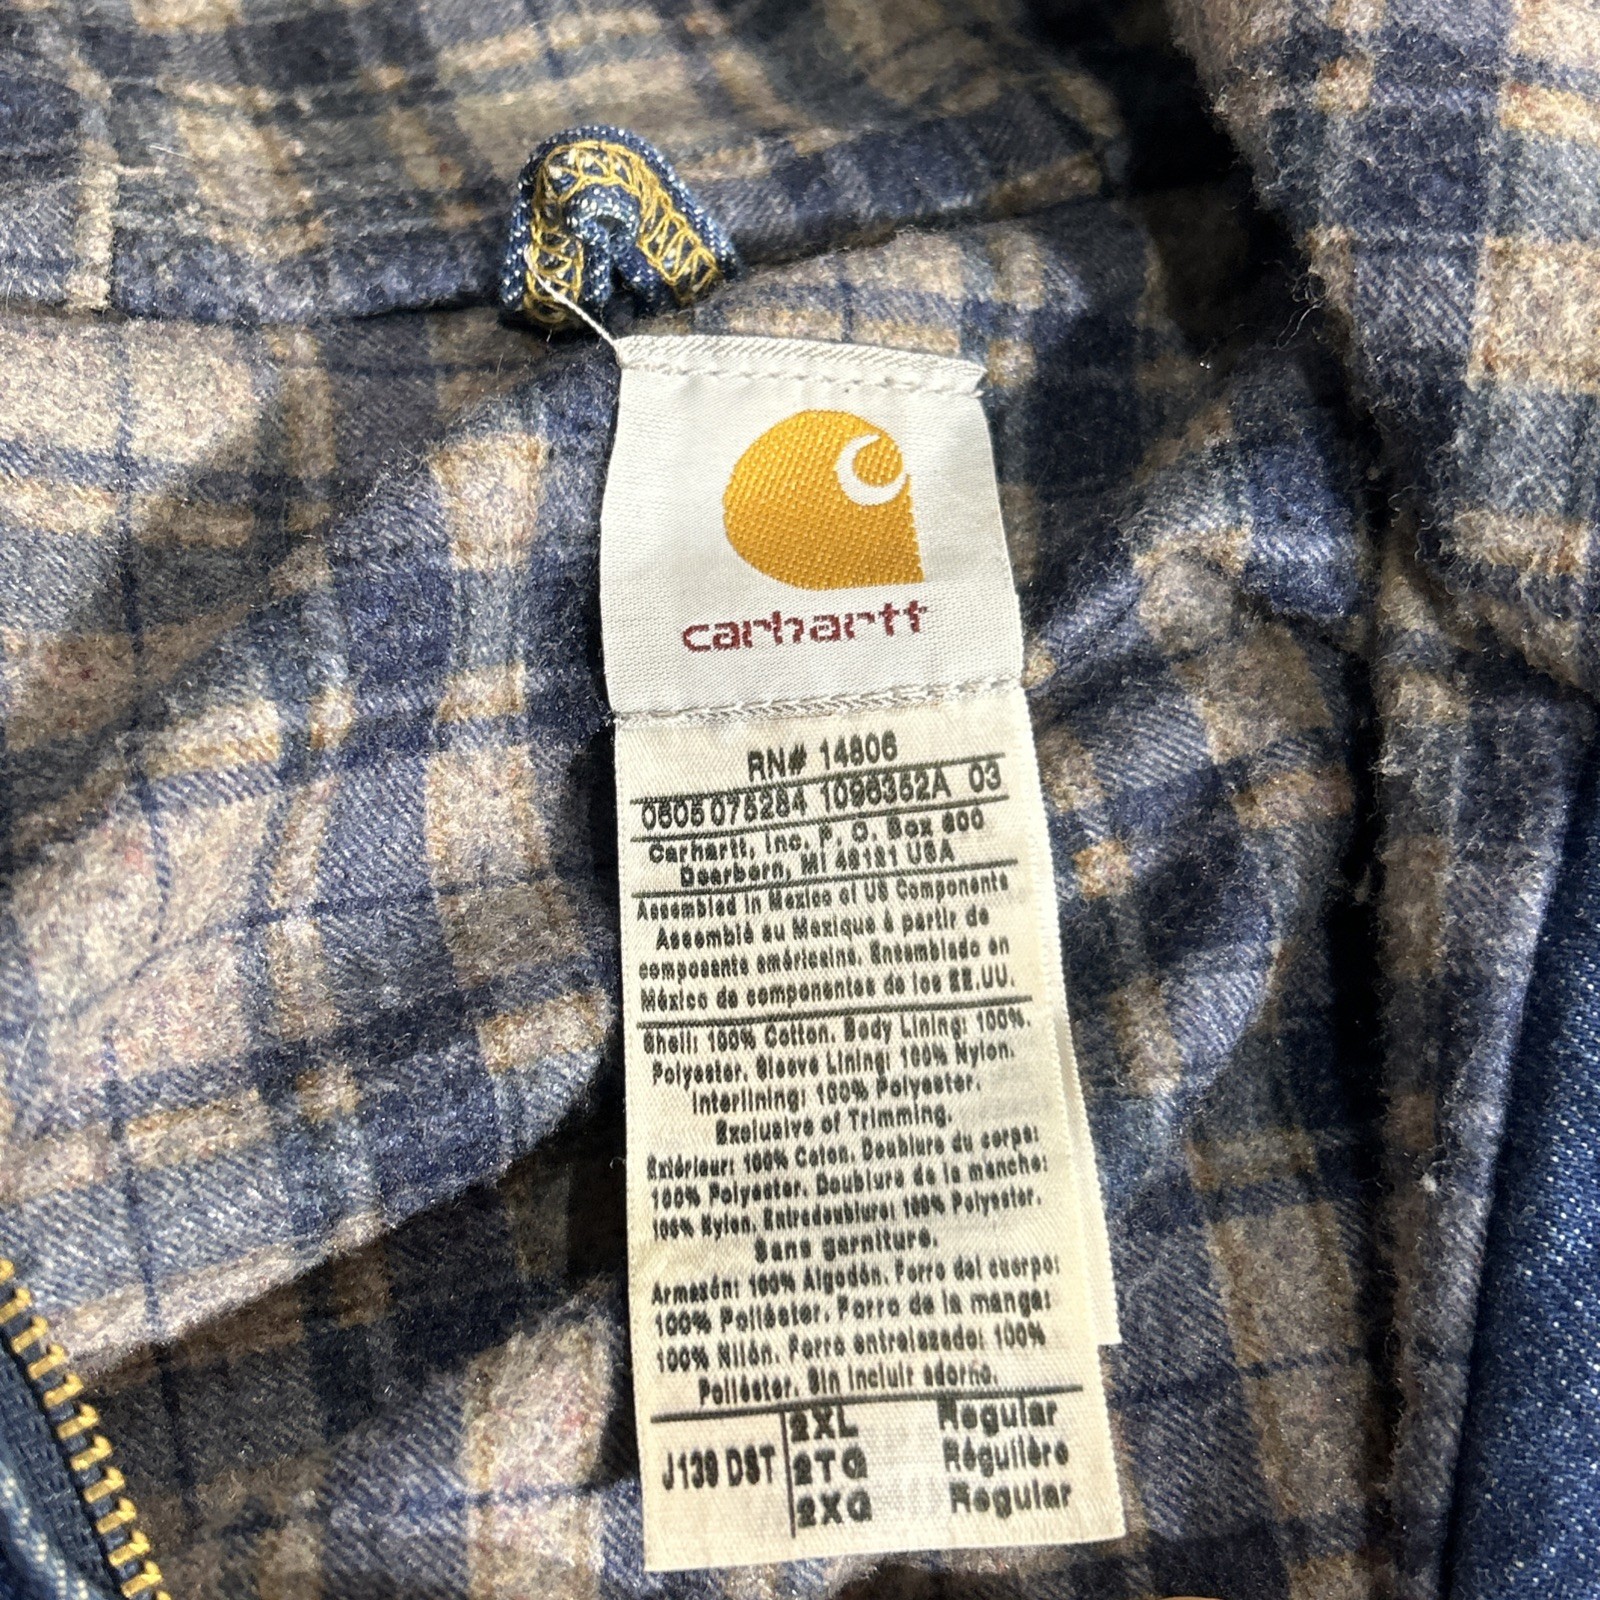 carhartt
RN# 14806
0605 075284 1096352A 03
Carhartt, Inc. P. O. Box 600
Dearborn, MI 48121 USA
Assembled in Mexico of US Components
Assemblé au Mexique à partir de
composants américains. Ensamblado en
México de componentes de los EE.UU.
Shell: 100% Cotton. Body Lining: 100%.
Polyester. Sleeve Lining: 100% Nylon.
Interlining: 100% Polyester.
Exclusive of Trimming.
Extérieur: 100% Coton. Doublure du corps:
100% Polyester. Doublure de la manche:
100% Nylon. Entredoublure: 100% Polyester.
Sans garniture.
Armazón: 100% Algodón. Forro del cuerpo:
100% Poliéster. Forro de la manga:
100% Nilón. Forro entrelazado: 100%
Poliéster. Sin incluir adorno.
J139 DST
2XL Regular
2TG Régulière
2XG Regular